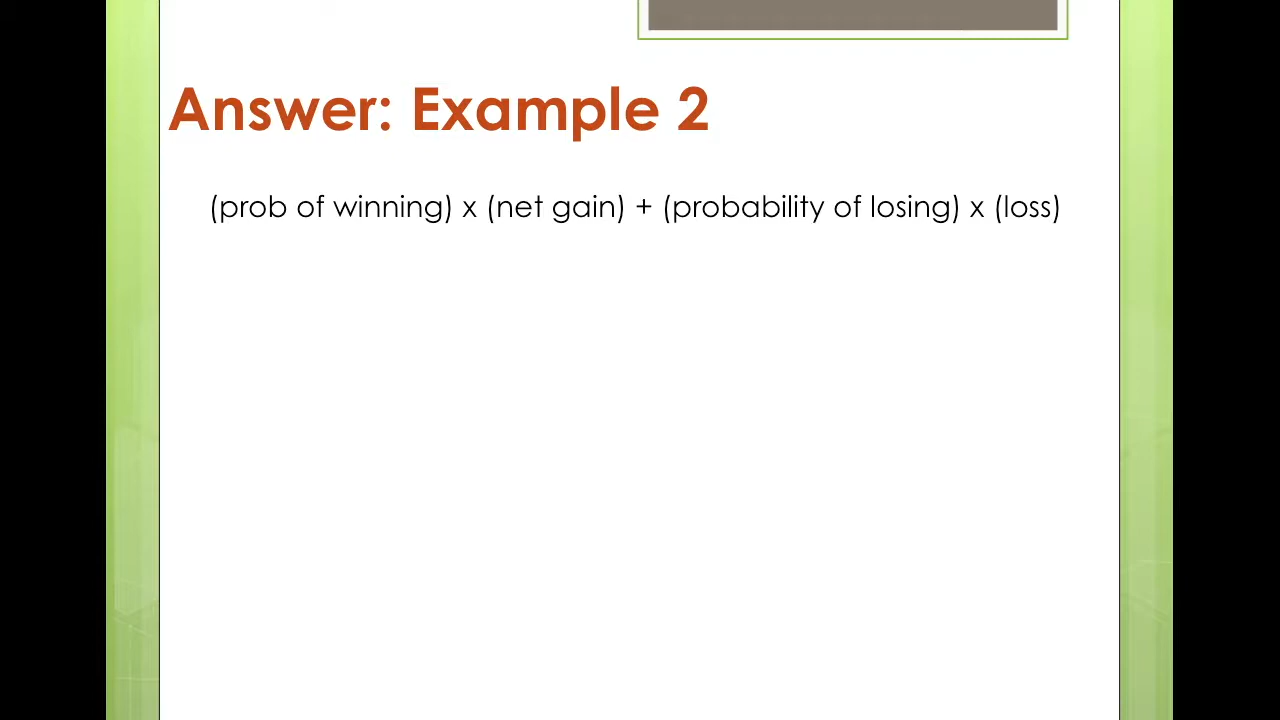 Answer: Example 2
(prob of winning) x (net gain) + (probability of losing) x (loss)